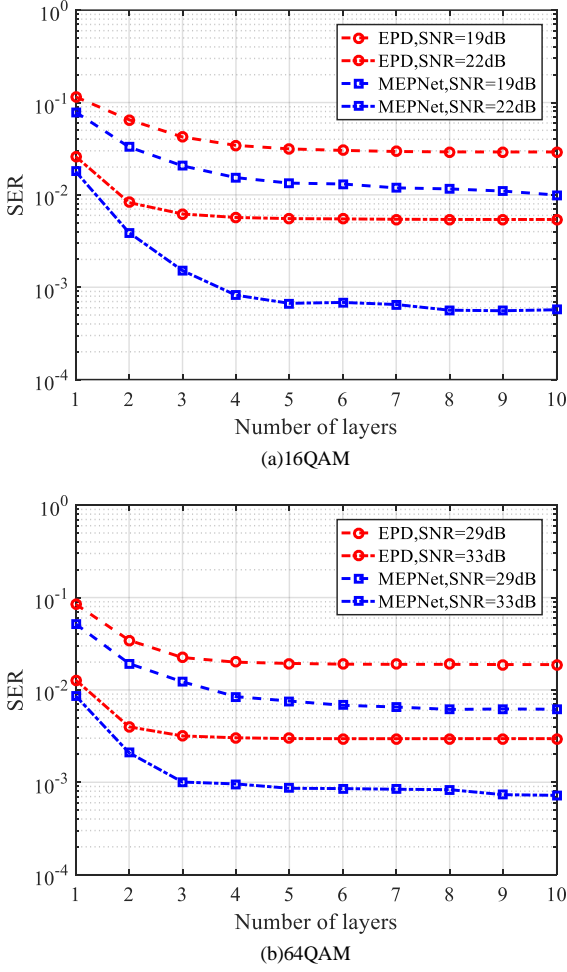 10^0
10^-1
10^-2
10^-3
10^-4
SER
EPD,SNR=19dB
EPD,SNR=22dB
MEPNet,SNR=19dB
MEPNet,SNR=22dB
1 2 3 4 5 6 7 8 9 10
Number of layers
(a)16QAM
10^0
10^-1
10^-2
10^-3
10^-4
SER
EPD,SNR=29dB
EPD,SNR=33dB
MEPNet,SNR=29dB
MEPNet,SNR=33dB
1 2 3 4 5 6 7 8 9 10
Number of layers
(b)64QAM